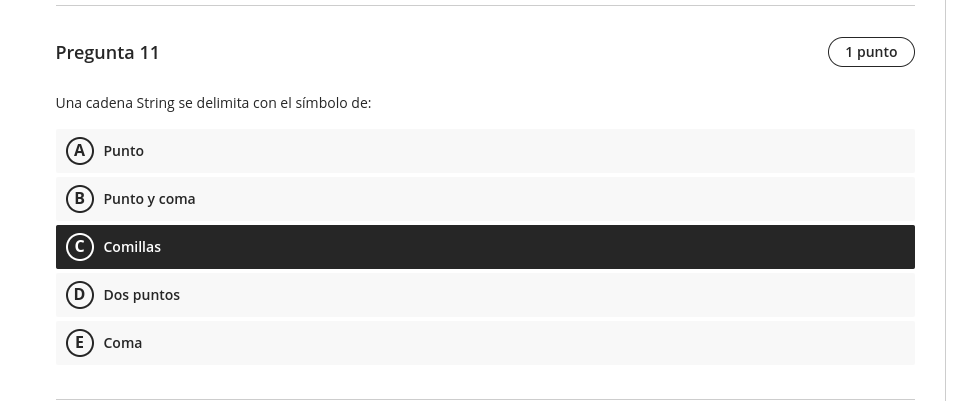 Pregunta 11
1 punto
Una cadena String se delimita con el símbolo de:
A Punto
B Punto y coma
C Comillas
D Dos puntos
E Coma